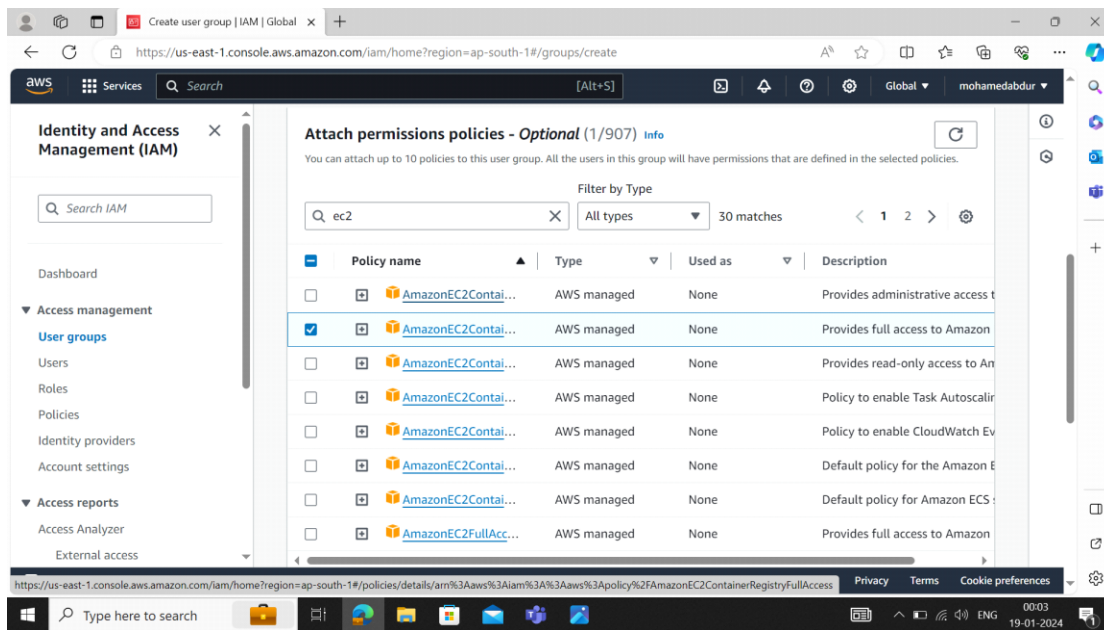 Create user group | IAM | Global
https://us-east-1.console.aws.amazon.com/iam/home?region=ap-south-1#/groups/create
aws
Services
Search
[Alt+S]
Global
mohamedabdur
Identity and Access
Management (IAM)
Search IAM
Dashboard
Access management
User groups
Users
Roles
Policies
Identity providers
Account settings
Access reports
Access Analyzer
External access
Attach permissions policies - Optional (1/907) Info
You can attach up to 10 policies to this user group. All the users in this group will have permissions that are defined in the selected policies.
Filter by Type
ec2
All types
30 matches
1 2
Policy name Type Used as Description
AmazonEC2Contai... AWS managed None Provides administrative access t
AmazonEC2Contai... AWS managed None Provides full access to Amazon
AmazonEC2Contai... AWS managed None Provides read-only access to Am
AmazonEC2Contai... AWS managed None Policy to enable Task Autoscalin
AmazonEC2Contai... AWS managed None Policy to enable CloudWatch Ev
AmazonEC2Contai... AWS managed None Default policy for the Amazon E
AmazonEC2Contai... AWS managed None Default policy for Amazon ECS s
AmazonEC2FullAcc... AWS managed None Provides full access to Amazon
https://us-east-1.console.aws.amazon.com/iam/home?region=ap-south-1#/policies/details/arn%3Aaws%3Aiam%3A%3Aaws%3Apolicy%2FAmazonEC2ContainerRegistryFullAccess
Privacy Terms Cookie preferences
Type here to search
ENG
00:03
19-01-2024